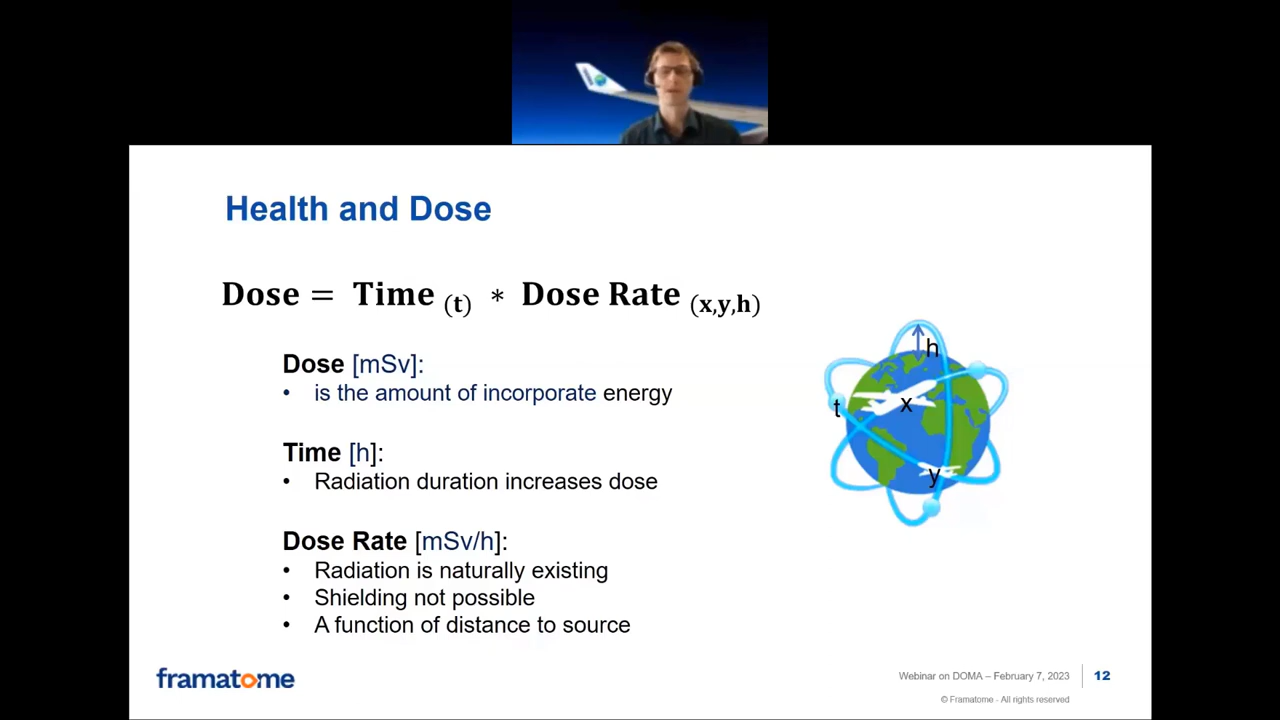 Health and Dose
Dose = Time (t) * Dose Rate (x,y,h)
Dose [mSv]:
• is the amount of incorporate energy
Time [h]:
• Radiation duration increases dose
Dose Rate [mSv/h]:
• Radiation is naturally existing
• Shielding not possible
• A function of distance to source
h
x
t
y
framatome
Webinar on DOMA – February 7, 2023
12
© Framatome - All rights reserved